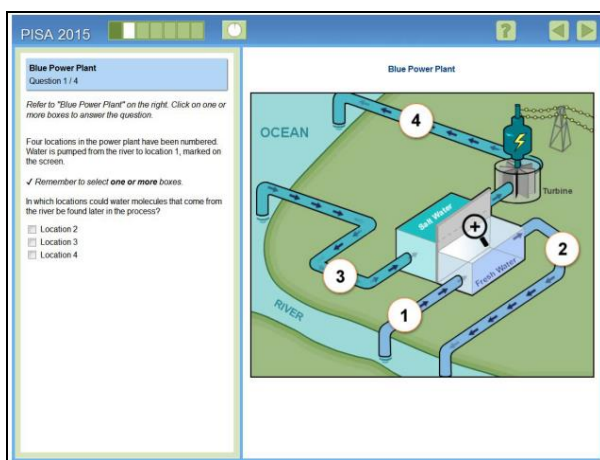 PISA 2015
?
Blue Power Plant
Question 1 / 4
Refer to "Blue Power Plant" on the right. Click on one or
more boxes to answer the question.
Four locations in the power plant have been numbered.
Water is pumped from the river to location 1, marked on
the screen.
✓ Remember to select one or more boxes.
In which locations could water molecules that come from
the river be found later in the process?
Location 2
Location 3
Location 4
Blue Power Plant
OCEAN
4
Turbine
Salt Water
2
3
Fresh Water
1
RIVER